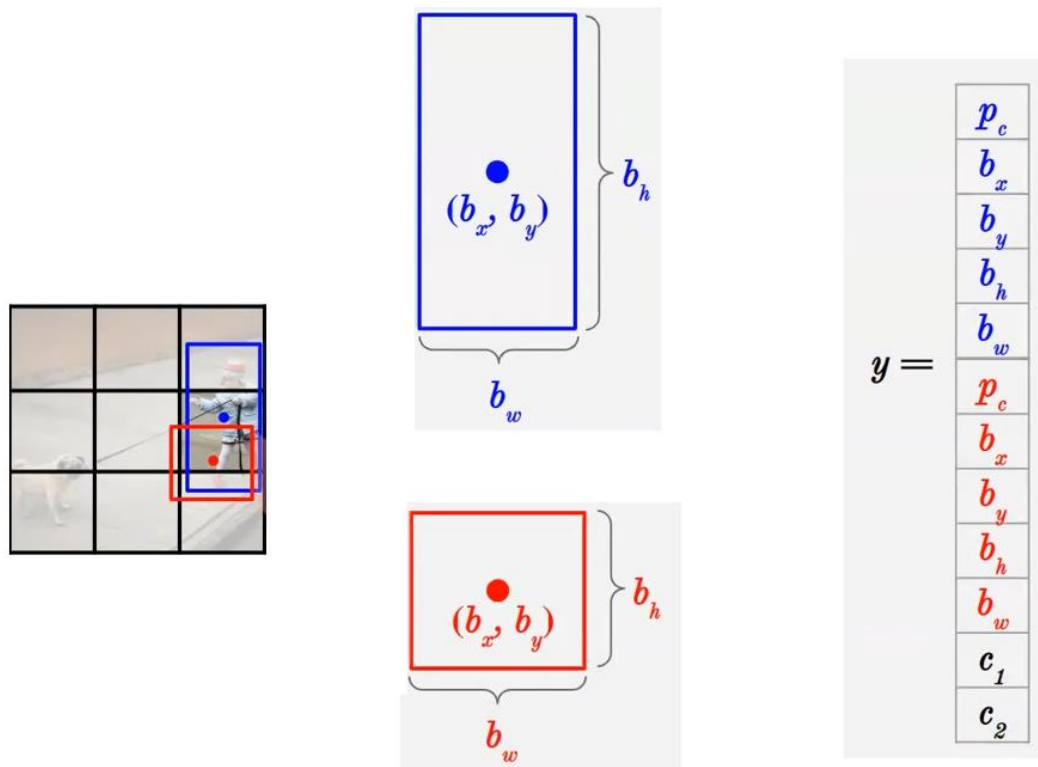 (b_x, b_y)
b_h
b_w
(b_x, b_y)
b_h
b_w
y =
p_c
b_x
b_y
b_h
b_w
p_c
b_x
b_y
b_h
b_w
c_1
c_2